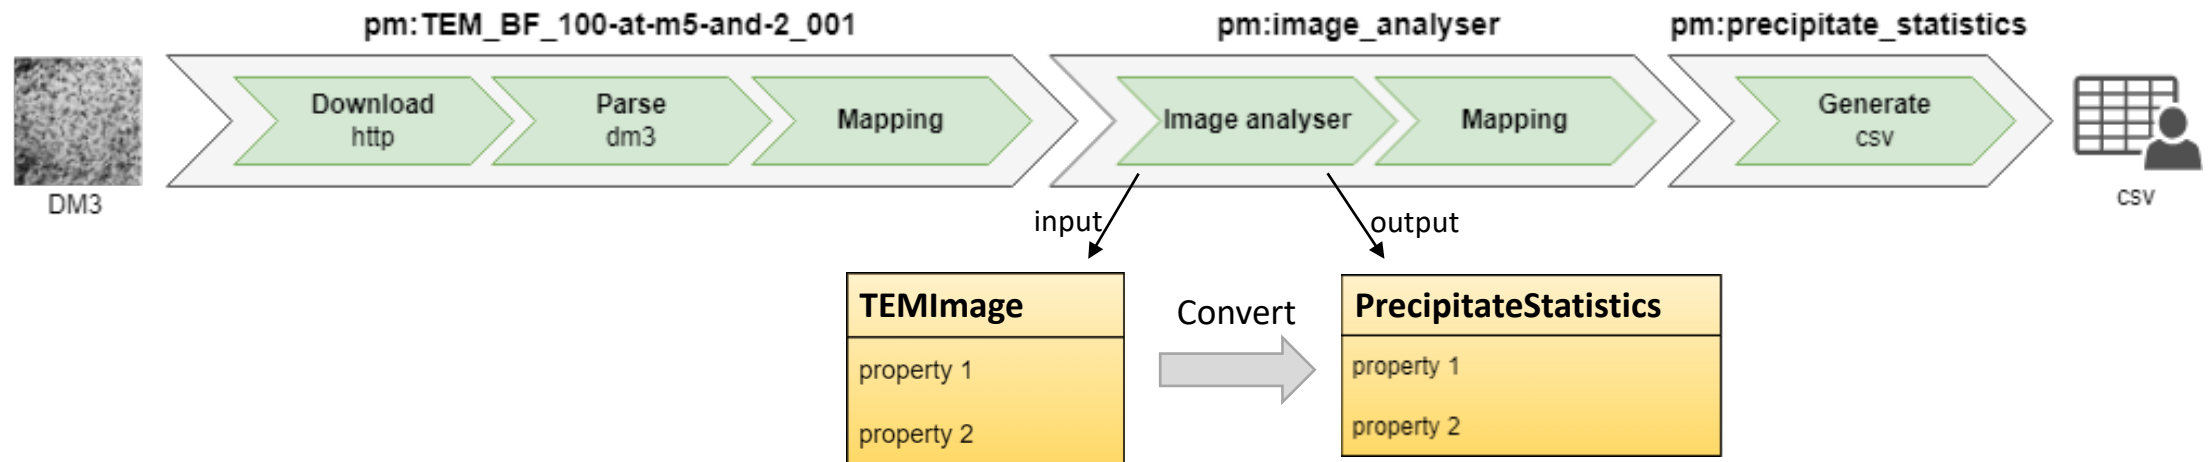 pm:TEM_BF_100-at-m5-and-2_001
pm:image_analyser
pm:precipitate_statistics
DM3
Download
http
Parse
dm3
Mapping
Image analyser
Mapping
Generate
csv
csv
input
output
TEMImage
property 1
property 2
Convert
PrecipitateStatistics
property 1
property 2